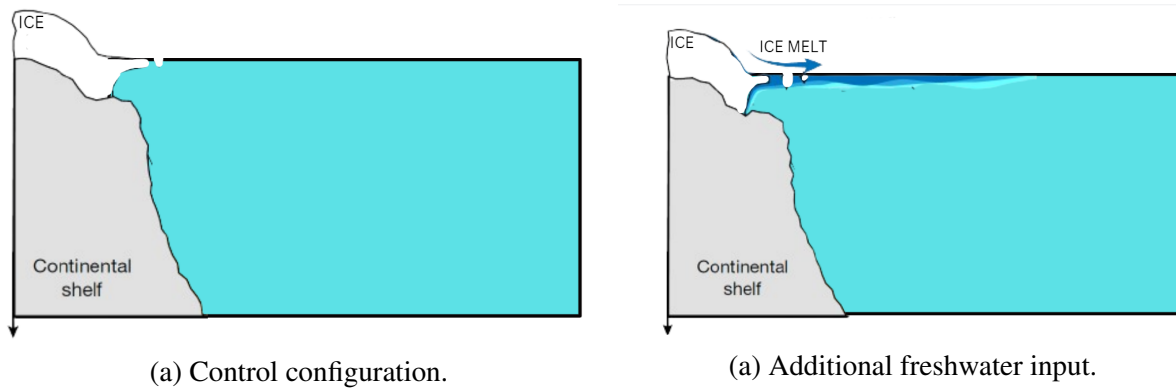 ICE
Continental
shelf
(a) Control configuration.
ICE
ICE MELT
Continental
shelf
(a) Additional freshwater input.